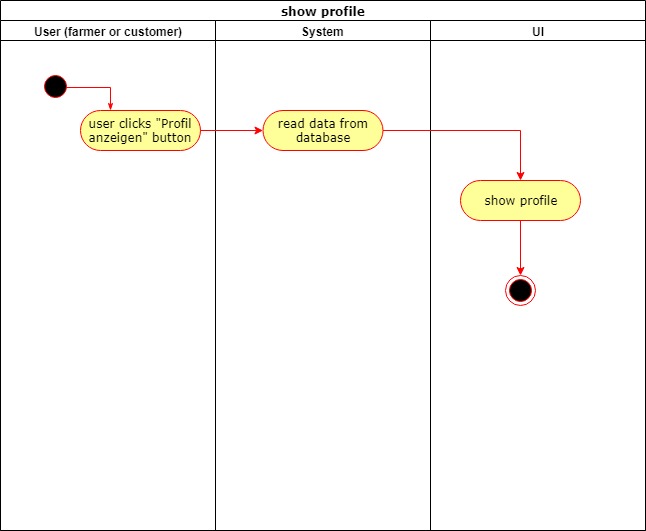 show profile
User (farmer or customer)
System
UI
user clicks "Profil
anzeigen" button
read data from
database
show profile